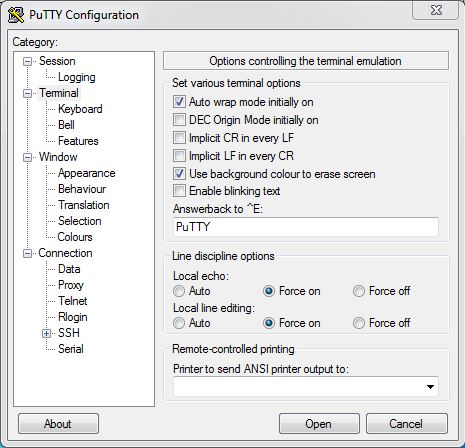 PuTTY Configuration
Category:
Session
Logging
Terminal
Keyboard
Bell
Features
Window
Appearance
Behaviour
Translation
Selection
Colours
Connection
Data
Proxy
Telnet
Rlogin
SSH
Serial
Options controlling the terminal emulation
Set various terminal options
Auto wrap mode initially on
DEC Origin Mode initially on
Implicit CR in every LF
Implicit LF in every CR
Use background colour to erase screen
Enable blinking text
Answerback to ^E:
PuTTY
Line discipline options
Local echo:
Auto Force on Force off
Local line editing:
Auto Force on Force off
Remote-controlled printing
Printer to send ANSI printer output to:
About Open Cancel